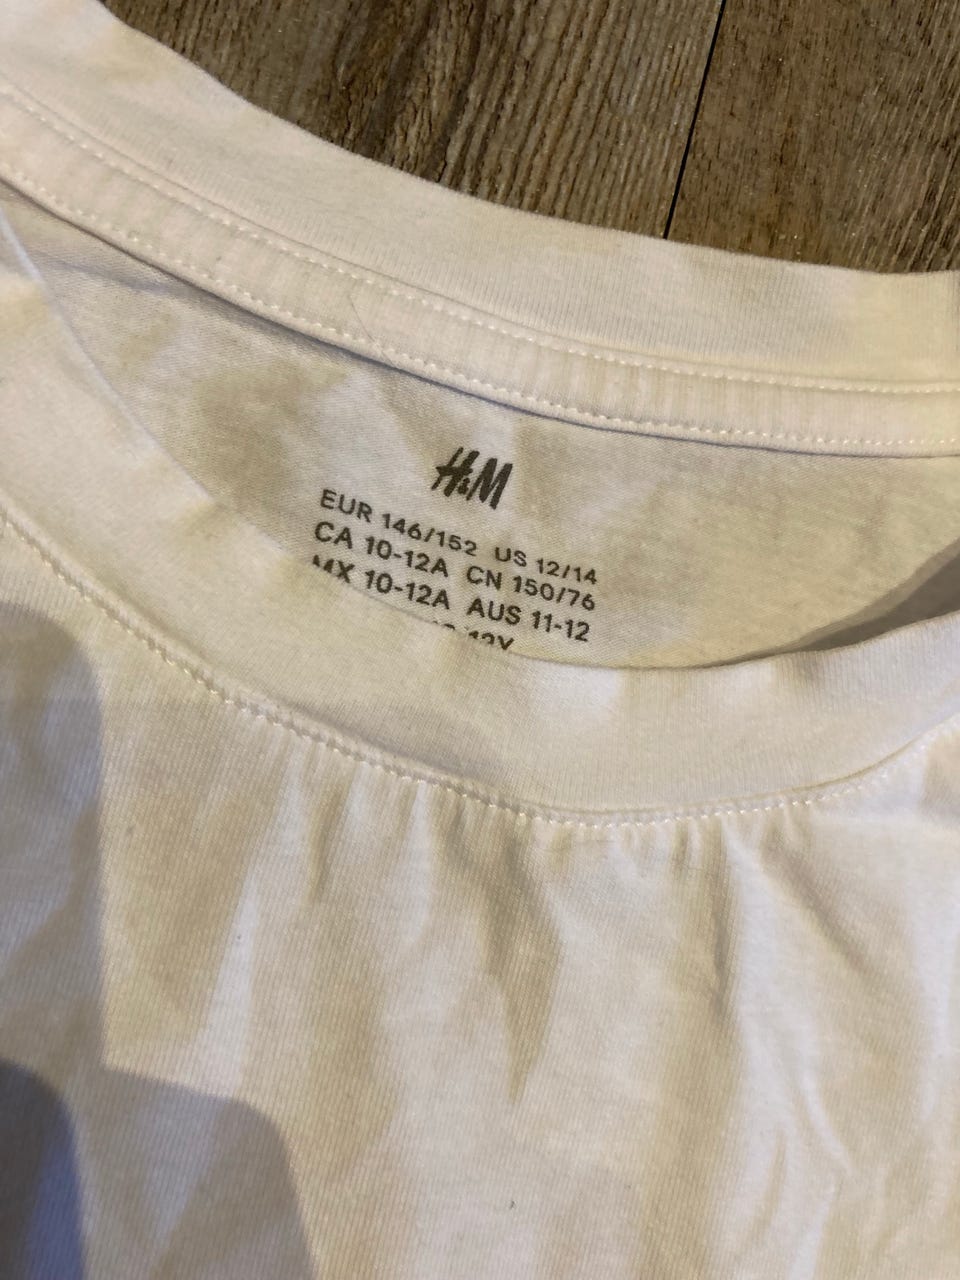 H&M
EUR 146/152 US 12/14
CA 10-12A CN 150/76
MX 10-12A AUS 11-12